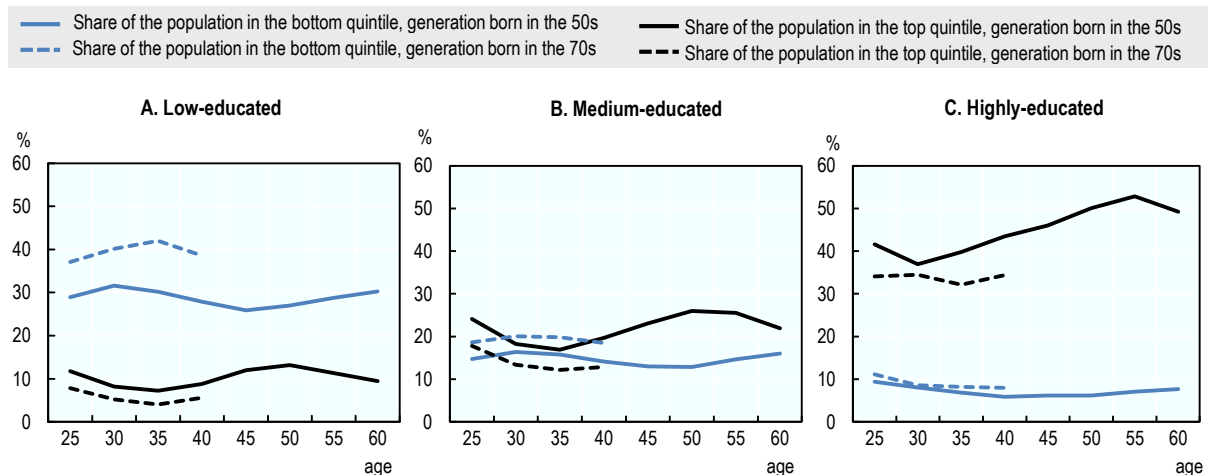 Share of the population in the bottom quintile, generation born in the 50s
Share of the population in the top quintile, generation born in the 50s
Share of the population in the bottom quintile, generation born in the 70s
Share of the population in the top quintile, generation born in the 70s
A. Low-educated
%
60
50
40
30
20
10
0
25 30 35 40 45 50 55 60
age
B. Medium-educated
%
60
50
40
30
20
10
0
25 30 35 40 45 50 55 60
age
C. Highly-educated
%
60
50
40
30
20
10
0
25 30 35 40 45 50 55 60
age